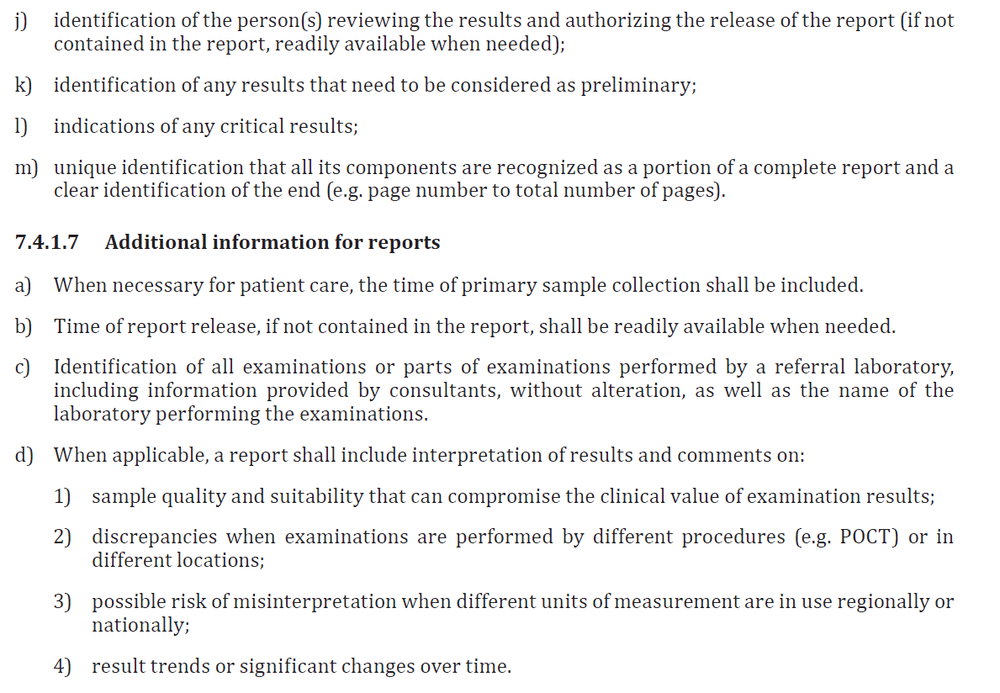 j) identification of the person(s) reviewing the results and authorizing the release of the report (if not
contained in the report, readily available when needed);
k) identification of any results that need to be considered as preliminary;
l) indications of any critical results;
m) unique identification that all its components are recognized as a portion of a complete report and a
clear identification of the end (e.g. page number to total number of pages).
7.4.1.7 Additional information for reports
a) When necessary for patient care, the time of primary sample collection shall be included.
b) Time of report release, if not contained in the report, shall be readily available when needed.
c) Identification of all examinations or parts of examinations performed by a referral laboratory,
including information provided by consultants, without alteration, as well as the name of the
laboratory performing the examinations.
d) When applicable, a report shall include interpretation of results and comments on:
1) sample quality and suitability that can compromise the clinical value of examination results;
2) discrepancies when examinations are performed by different procedures (e.g. POCT) or in
different locations;
3) possible risk of misinterpretation when different units of measurement are in use regionally or
nationally;
4) result trends or significant changes over time.